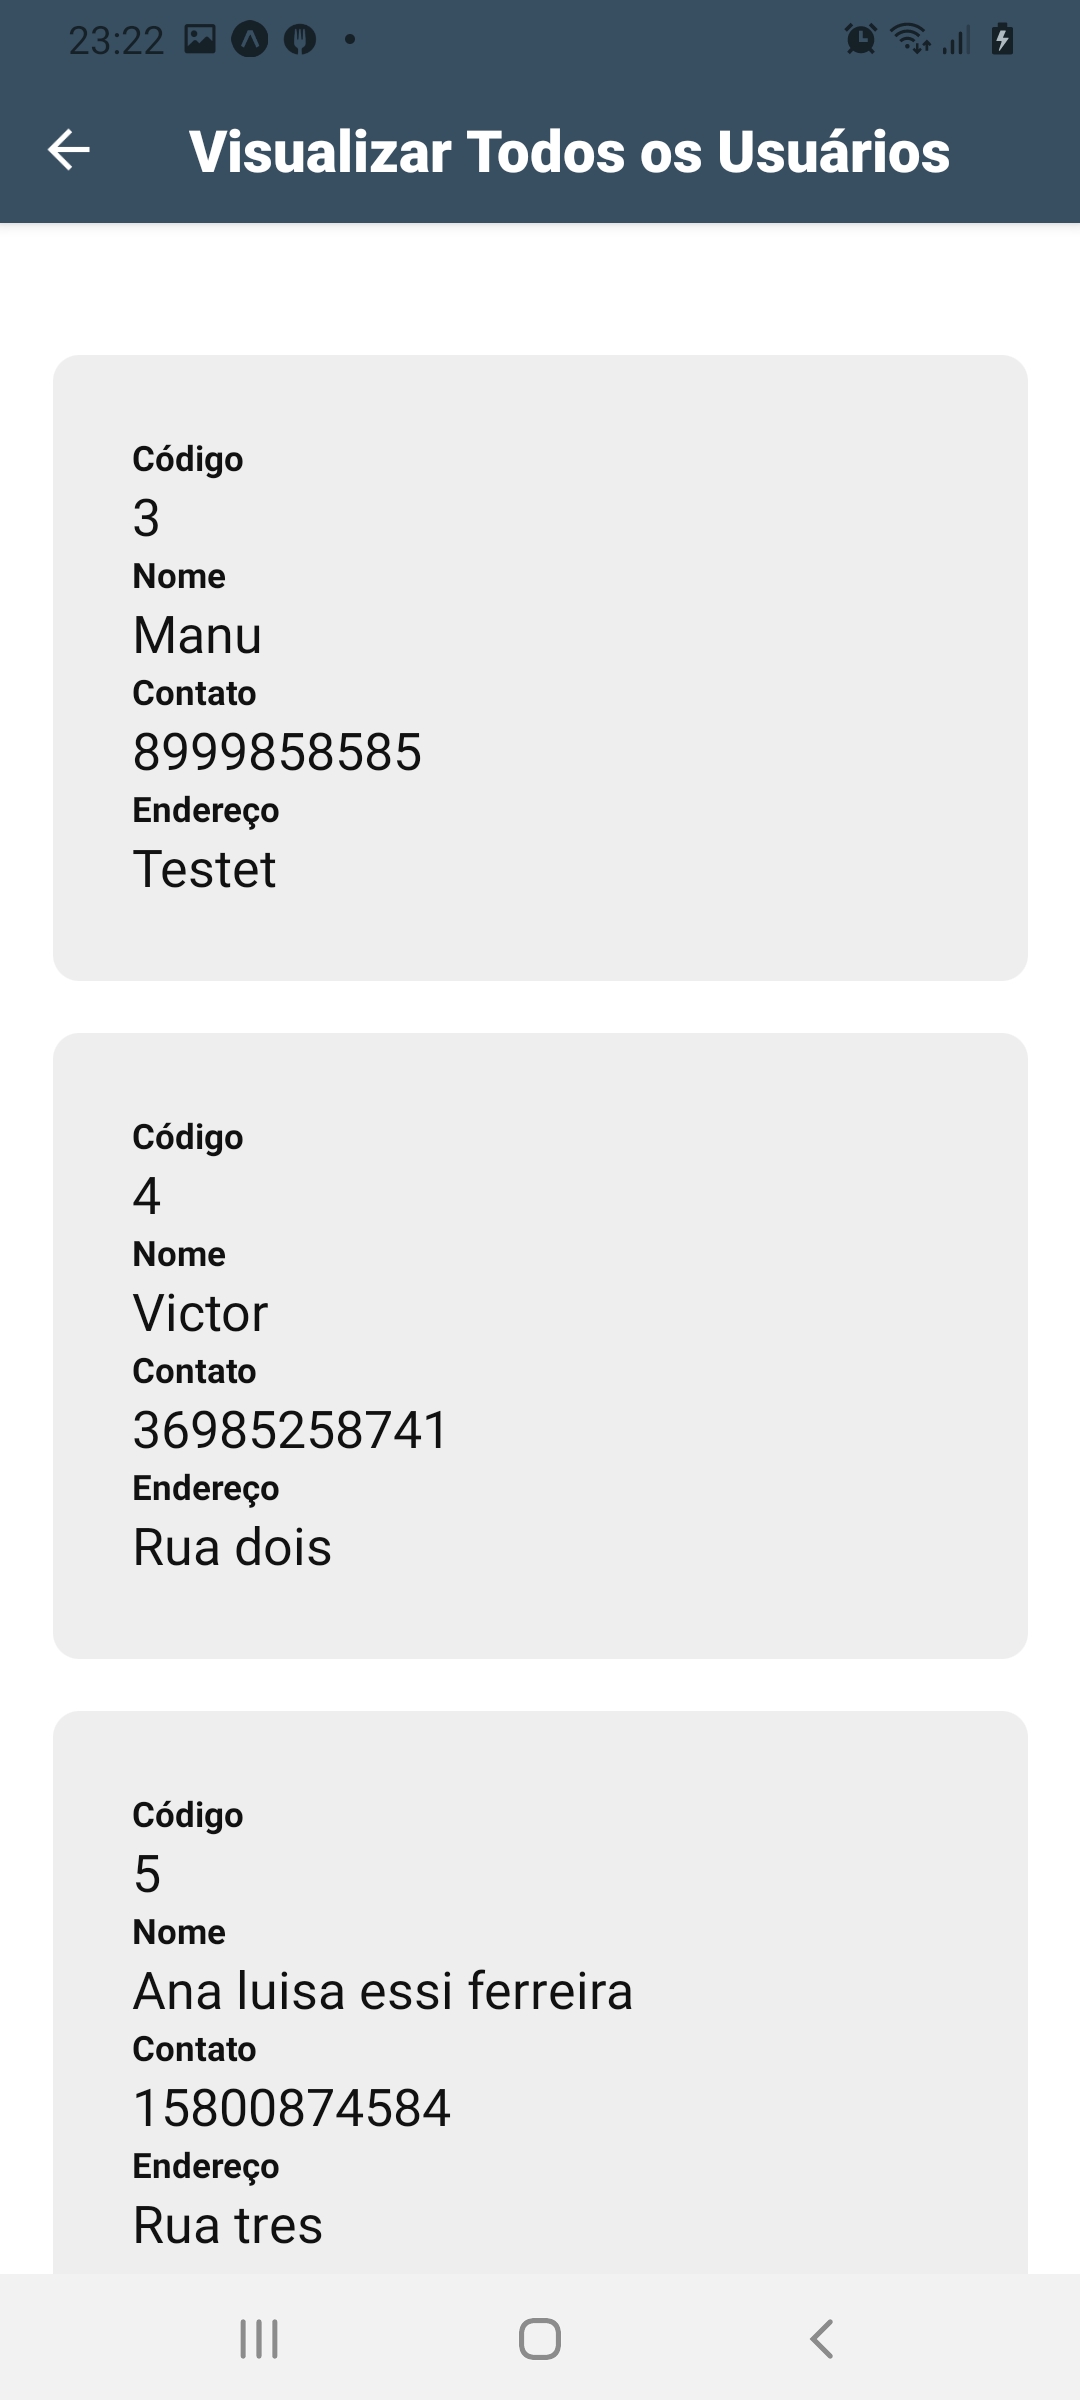 23:22
Visualizar Todos os Usuários
Código
3
Nome
Manu
Contato
8999858585
Endereço
Testet
Código
4
Nome
Victor
Contato
36985258741
Endereço
Rua dois
Código
5
Nome
Ana luisa essi ferreira
Contato
15800874584
Endereço
Rua tres